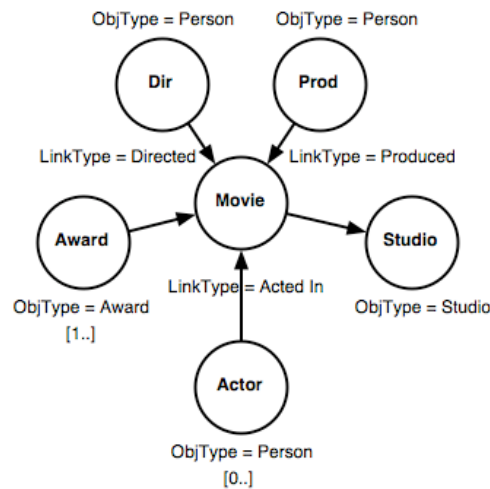 ObjType = Person
ObjType = Person
Dir
Prod
LinkType = Directed
LinkType = Produced
Movie
Award
Studio
LinkType = Acted In
ObjType = Award
[1..]
ObjType = Studio
Actor
ObjType = Person
[0..]